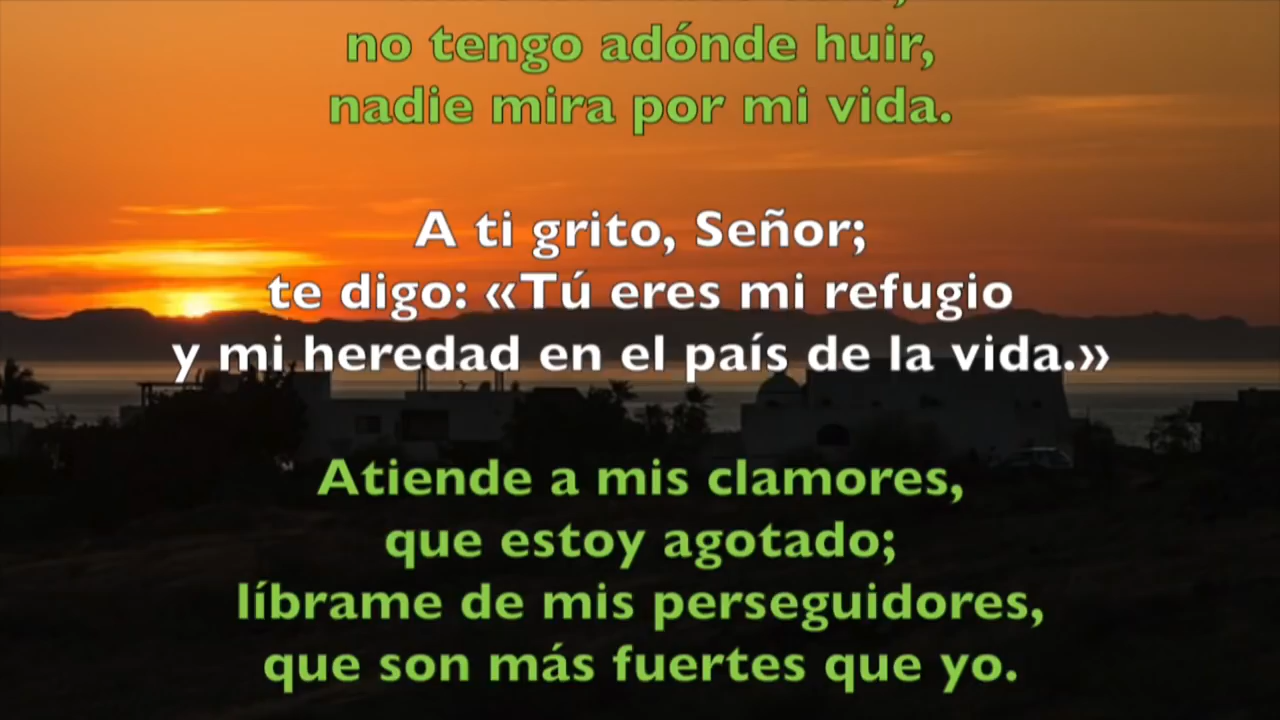 no tengo adónde huir,
nadie mira por mi vida.
A ti grito, Señor;
te digo: «Tú eres mi refugio
y mi heredad en el país de la vida.»
Atiende a mis clamores,
que estoy agotado;
líbrame de mis perseguidores,
que son más fuertes que yo.